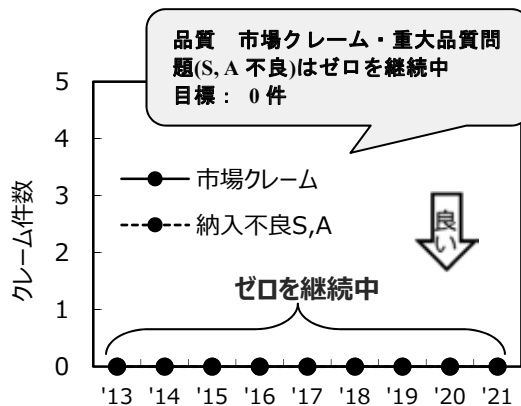 品質 市場クレーム・重大品質問
題(S, A 不良)はゼロを継続中
目標： 0 件
クレーム件数
5
4
3
2
1
0
市場クレーム
納入不良S,A
良い
ゼロを継続中
'13 '14 '15 '16 '17 '18 '19 '20 '21